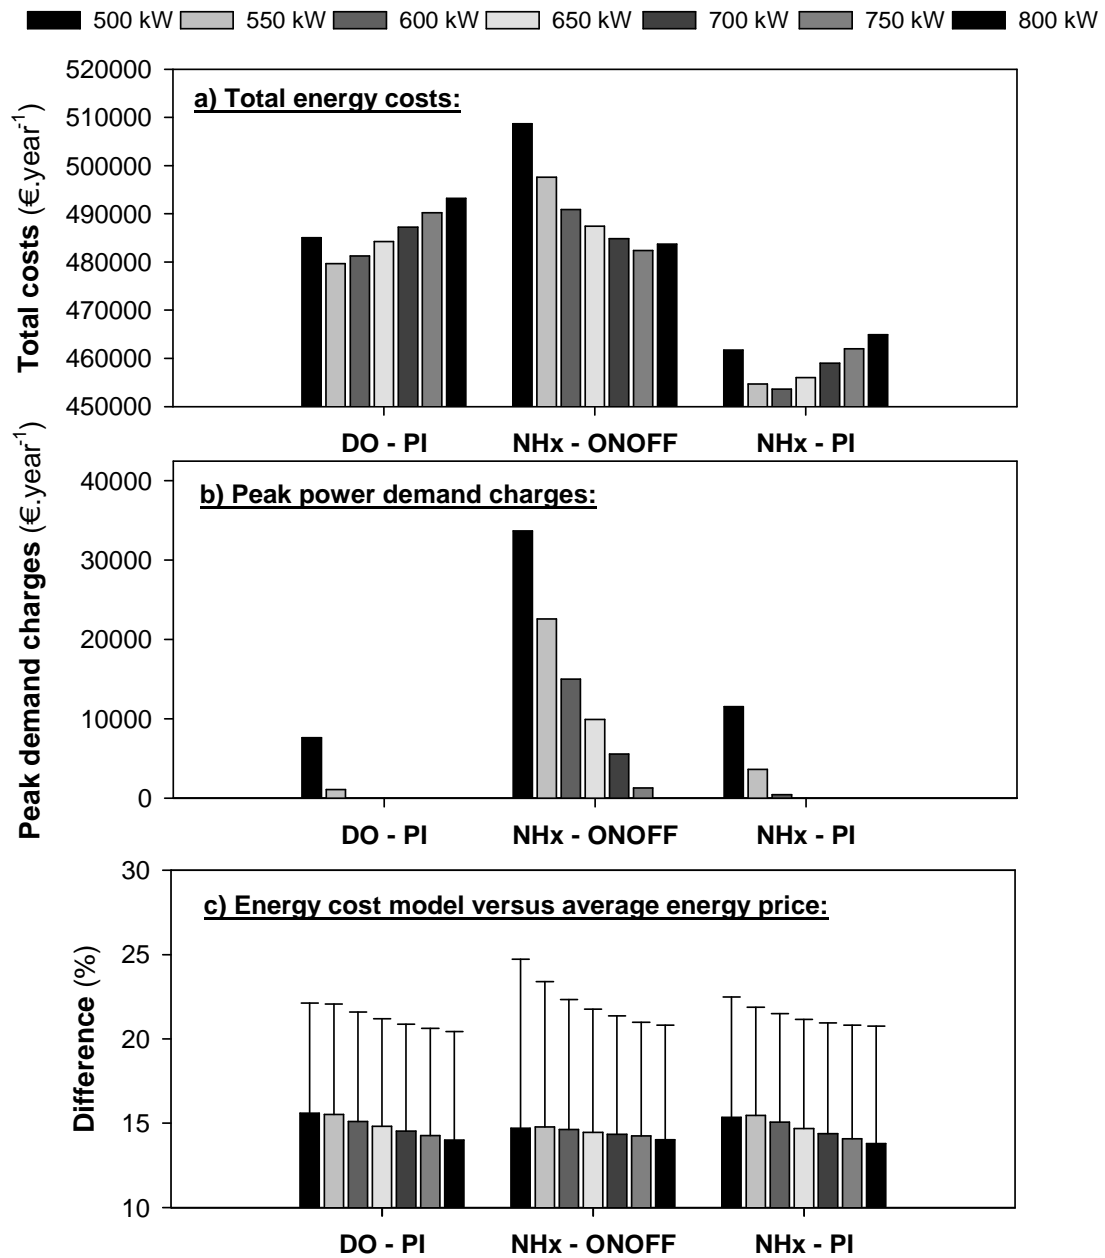 500 kW 550 kW 600 kW 650 kW 700 kW 750 kW 800 kW
a) Total energy costs:
Total costs (€.year-1)
520000
510000
500000
490000
480000
470000
460000
450000
DO - PI NHx - ONOFF NHx - PI
b) Peak power demand charges:
Peak demand charges (€.year-1)
40000
30000
20000
10000
0
DO - PI NHx - ONOFF NHx - PI
c) Energy cost model versus average energy price:
Difference (%)
30
25
20
15
10
DO - PI NHx - ONOFF NHx - PI